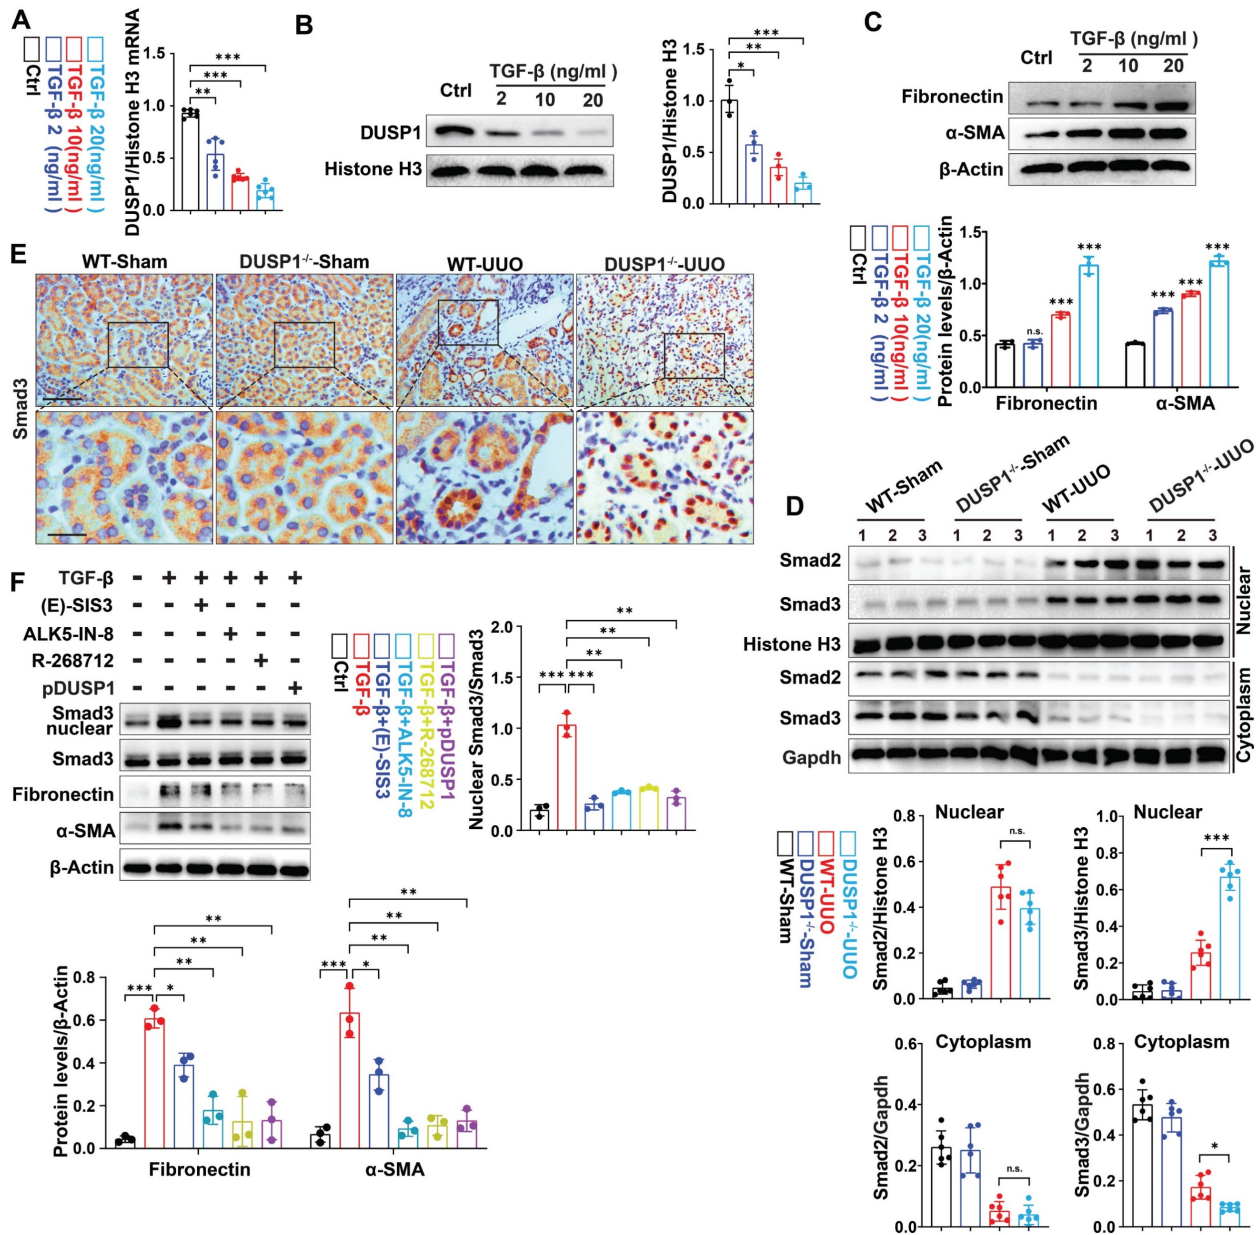 A
Ctrl
TGF-β 2 (ng/ml)
TGF-β 10(ng/ml)
TGF-β 20(ng/ml)
DUSP1/Histone H3 mRNA
1.5
1.0
0.5
0.0
***
***
**
B
Ctrl
TGF-β (ng/ml )
2 10 20
DUSP1
Histone H3
DUSP1/Histone H3
1.5
1.0
0.5
0.0
***
**
*
C
Ctrl
TGF-β (ng/ml )
2 10 20
Fibronectin
α-SMA
β-Actin
Ctrl
TGF-β 2 (ng/ml )
TGF-β 10(ng/ml )
TGF-β 20(ng/ml )
Protein levels/β-Actin
1.5
1.0
0.5
0.0
n.s.
***
***
***
***
***
Fibronectin α-SMA
E
WT-Sham DUSP1-/--Sham WT-UUO DUSP1-/--UUO
Smad3
D
WT-Sham DUSP1-/--Sham WT-UUO DUSP1-/--UUO
1 2 3 1 2 3 1 2 3 1 2 3
Smad2
Smad3
Histone H3
Nuclear
Smad2
Smad3
Gapdh
Cytoplasm
WT-Sham
DUSP1-/--Sham
WT-UUO
DUSP1-/--UUO
Nuclear
Smad2/Histone H3
0.8
0.6
0.4
0.2
0.0
n.s.
Nuclear
Smad3/Histone H3
1.0
0.8
0.6
0.4
0.2
0.0
***
Cytoplasm
Smad2/Gapdh
0.6
0.4
0.2
0.0
n.s.
Cytoplasm
Smad3/Gapdh
0.8
0.6
0.4
0.2
0.0
*
F
TGF-β - + + + + +
(E)-SIS3 - - + - - -
ALK5-IN-8 - - - + - -
R-268712 - - - - + -
pDUSP1 - - - - - +
Smad3
nuclear
Smad3
Fibronectin
α-SMA
β-Actin
Ctrl
TGF-β
TGF-β+(E)-SIS3
TGF-β+ALK5-IN-8
TGF-β+R-268712
TGF-β+pDUSP1
Nuclear Smad3/Smad3
2.0
1.5
1.0
0.5
0.0
**
**
**
*** ***
Protein levels/β-Actin
0.8
0.6
0.4
0.2
0.0
**
**
**
*** *
**
**
**
*** *
Fibronectin α-SMA